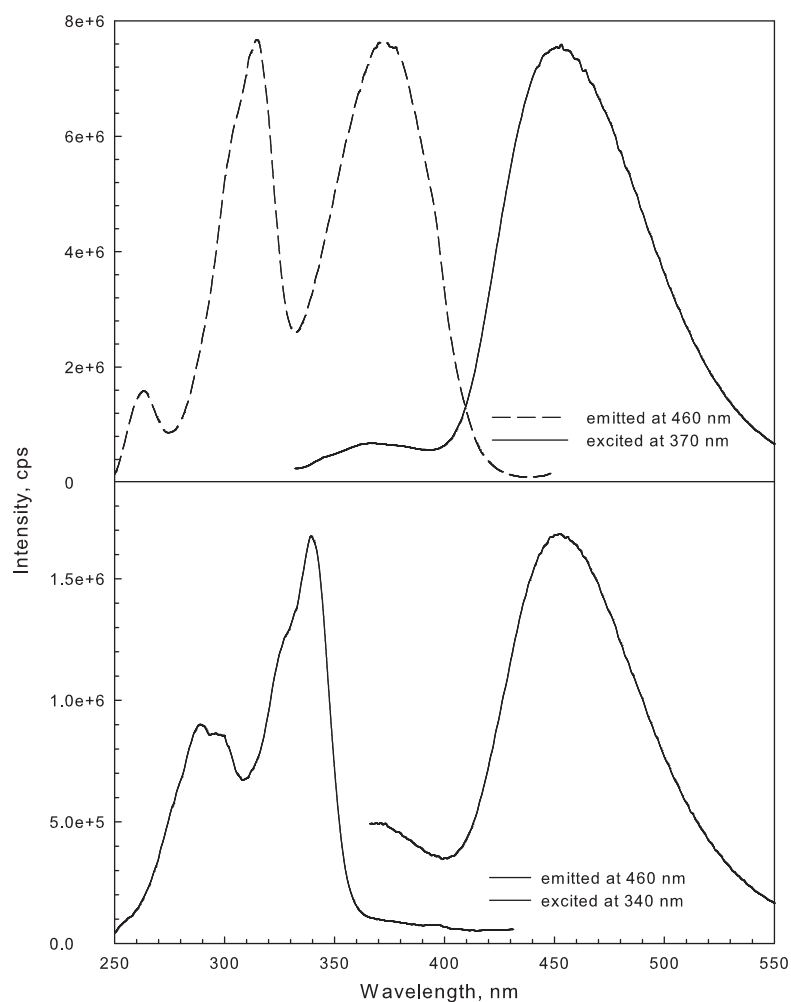 8e+6
6e+6
4e+6
2e+6
0
emitted at 460 nm
excited at 370 nm
Intensity, cps
1.5e+6
1.0e+6
5.0e+5
0.0
emitted at 460 nm
excited at 340 nm
250 300 350 400 450 500 550
Wavelength, nm